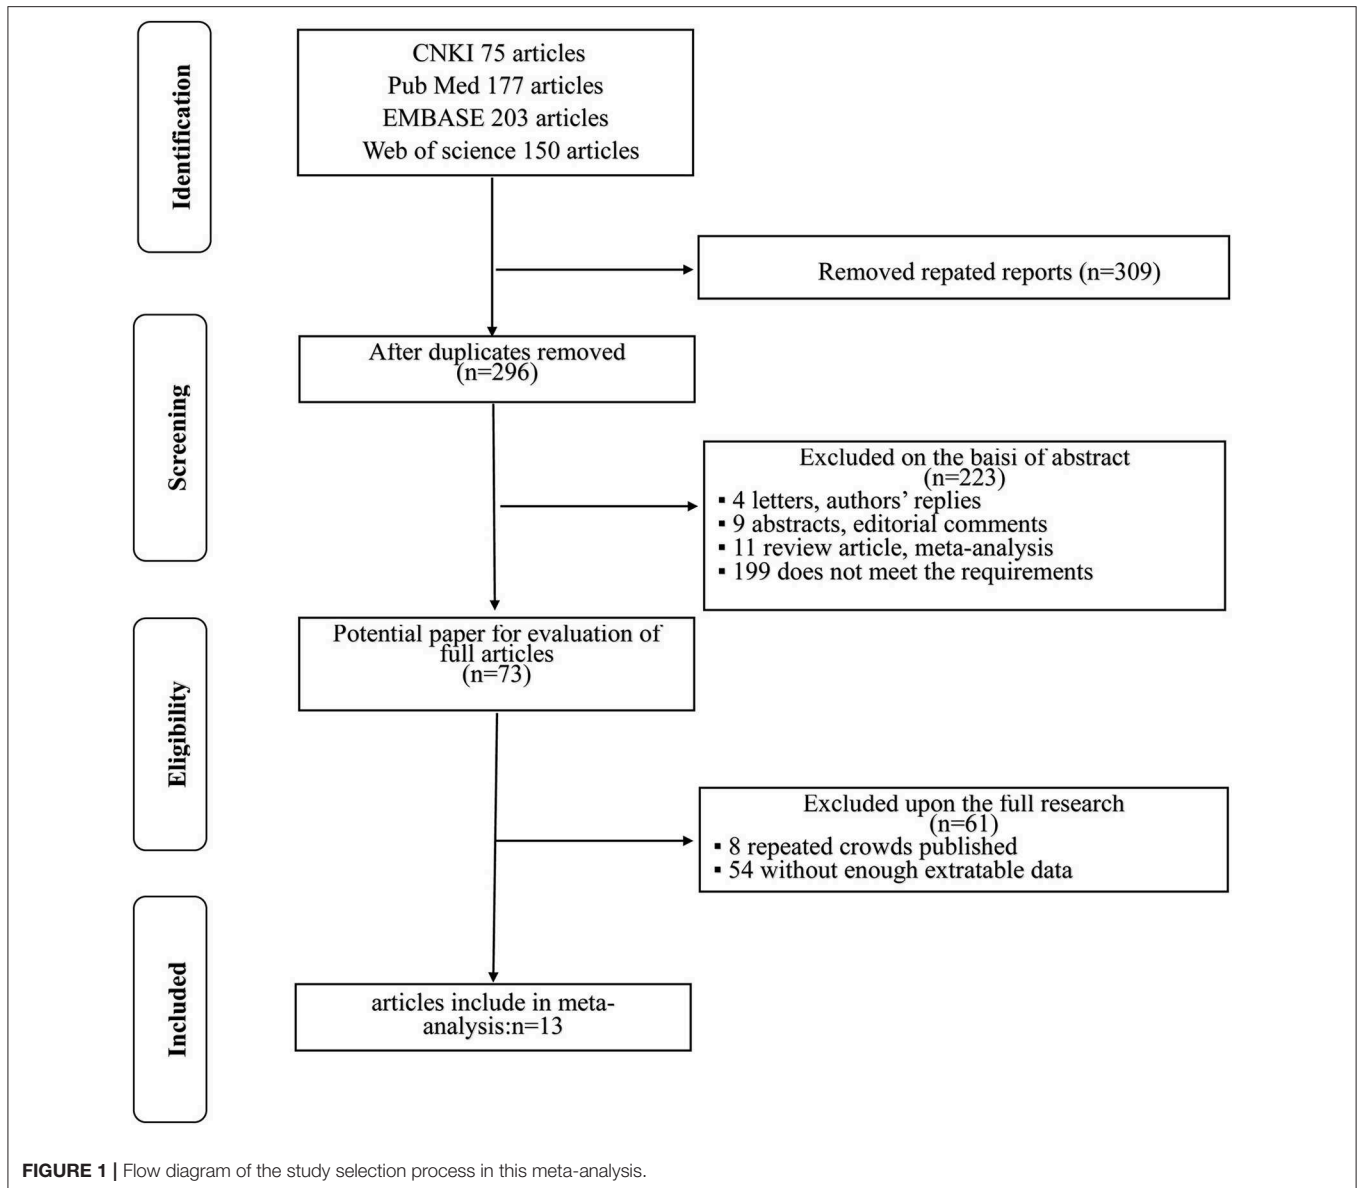 Identification
CNKI 75 articles
Pub Med 177 articles
EMBASE 203 articles
Web of science 150 articles
Removed repated reports (n=309)
Screening
After duplicates removed
(n=296)
Excluded on the baisi of abstract
(n=223)
▪ 4 letters, authors’ replies
▪ 9 abstracts, editorial comments
▪ 11 review article, meta-analysis
▪ 199 does not meet the requirements
Eligibility
Potential paper for evaluation of
full articles
(n=73)
Excluded upon the full research
(n=61)
▪ 8 repeated crowds published
▪ 54 without enough extratable data
Included
articles include in meta-
analysis:n=13
FIGURE 1 | Flow diagram of the study selection process in this meta-analysis.